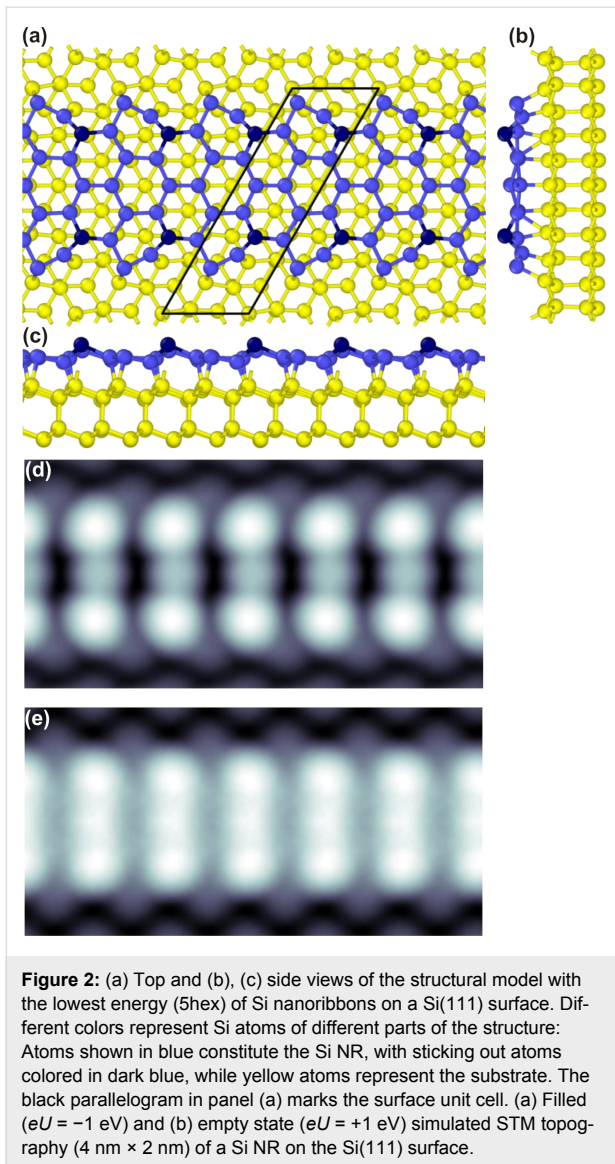 (a)
(b)
(c)
(d)
(e)
Figure 2: (a) Top and (b), (c) side views of the structural model with
the lowest energy (5hex) of Si nanoribbons on a Si(111) surface. Dif-
ferent colors represent Si atoms of different parts of the structure:
Atoms shown in blue constitute the Si NR, with sticking out atoms
colored in dark blue, while yellow atoms represent the substrate. The
black parallelogram in panel (a) marks the surface unit cell. (a) Filled
(eU = −1 eV) and (b) empty state (eU = +1 eV) simulated STM topog-
raphy (4 nm × 2 nm) of a Si NR on the Si(111) surface.